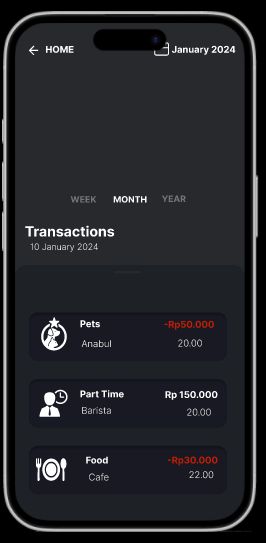 HOME January 2024
WEEK MONTH YEAR
Transactions
10 January 2024
Pets -Rp50.000
Anabul 20.00
Part Time Rp 150.000
Barista 20.00
Food -Rp30.000
Cafe 22.00